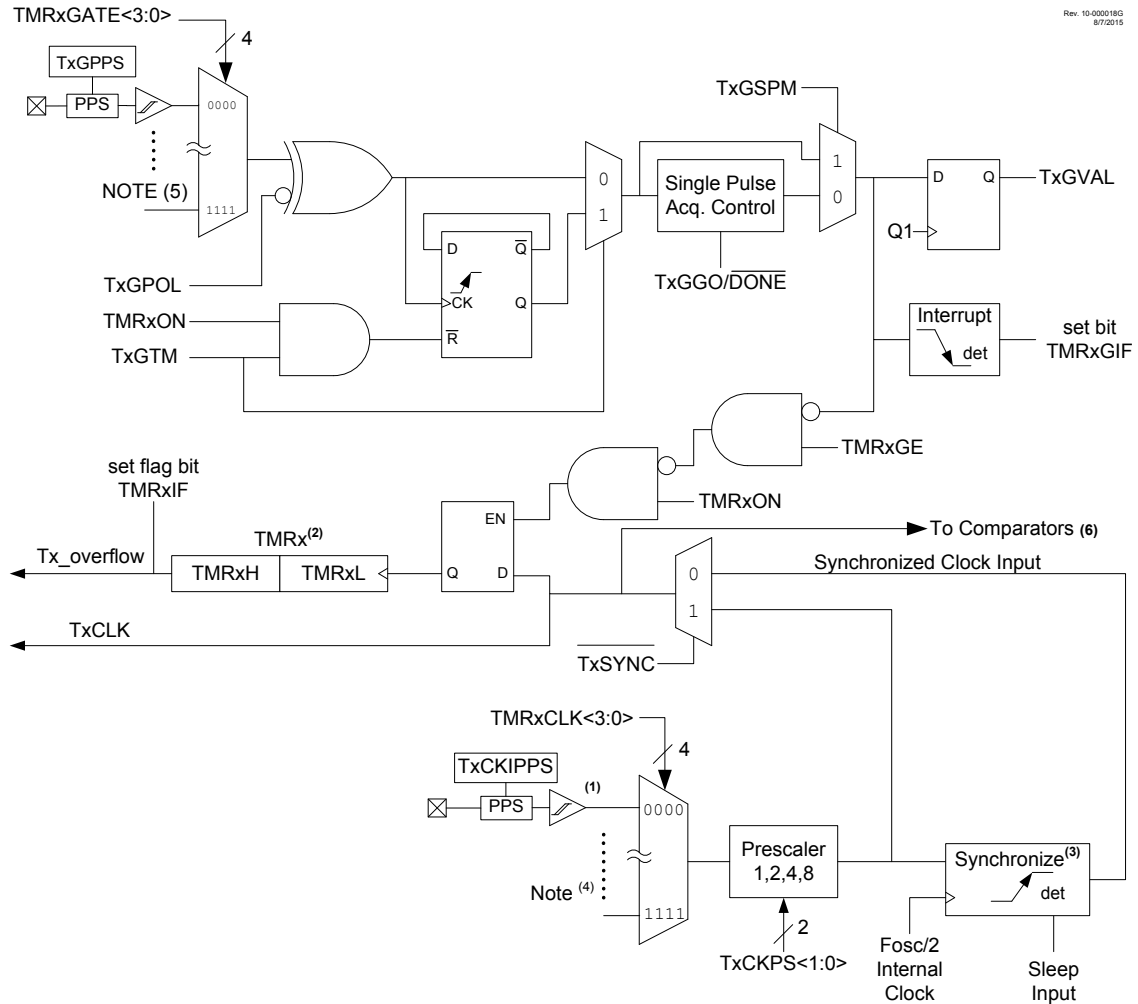 Rev. 10-000018G
8/7/2015
TMRxGATE<3:0>
4
TxGPPS
PPS
0000
NOTE (5)
1111
TxGPOL
TMRxON
TxGTM
D
Q
CK
Q
R
0
1
Single Pulse
Acq. Control
TxGGO/DONE
TxGSPM
1
0
D
Q
Q1
TxGVAL
Interrupt
det
set bit
TMRxGIF
TMRxGE
TMRxON
set flag bit
TMRxIF
Tx_overflow
TMRx(2)
TMRxH
TMRxL
EN
Q
D
TxCLK
To Comparators (6)
0
1
Synchronized Clock Input
TxSYNC
TMRxCLK<3:0>
4
TxCKIPPS
PPS
(1)
0000
Note (4)
1111
Prescaler
1,2,4,8
2
TxCKPS<1:0>
Synchronize(3)
det
Fosc/2
Internal
Clock
Sleep
Input